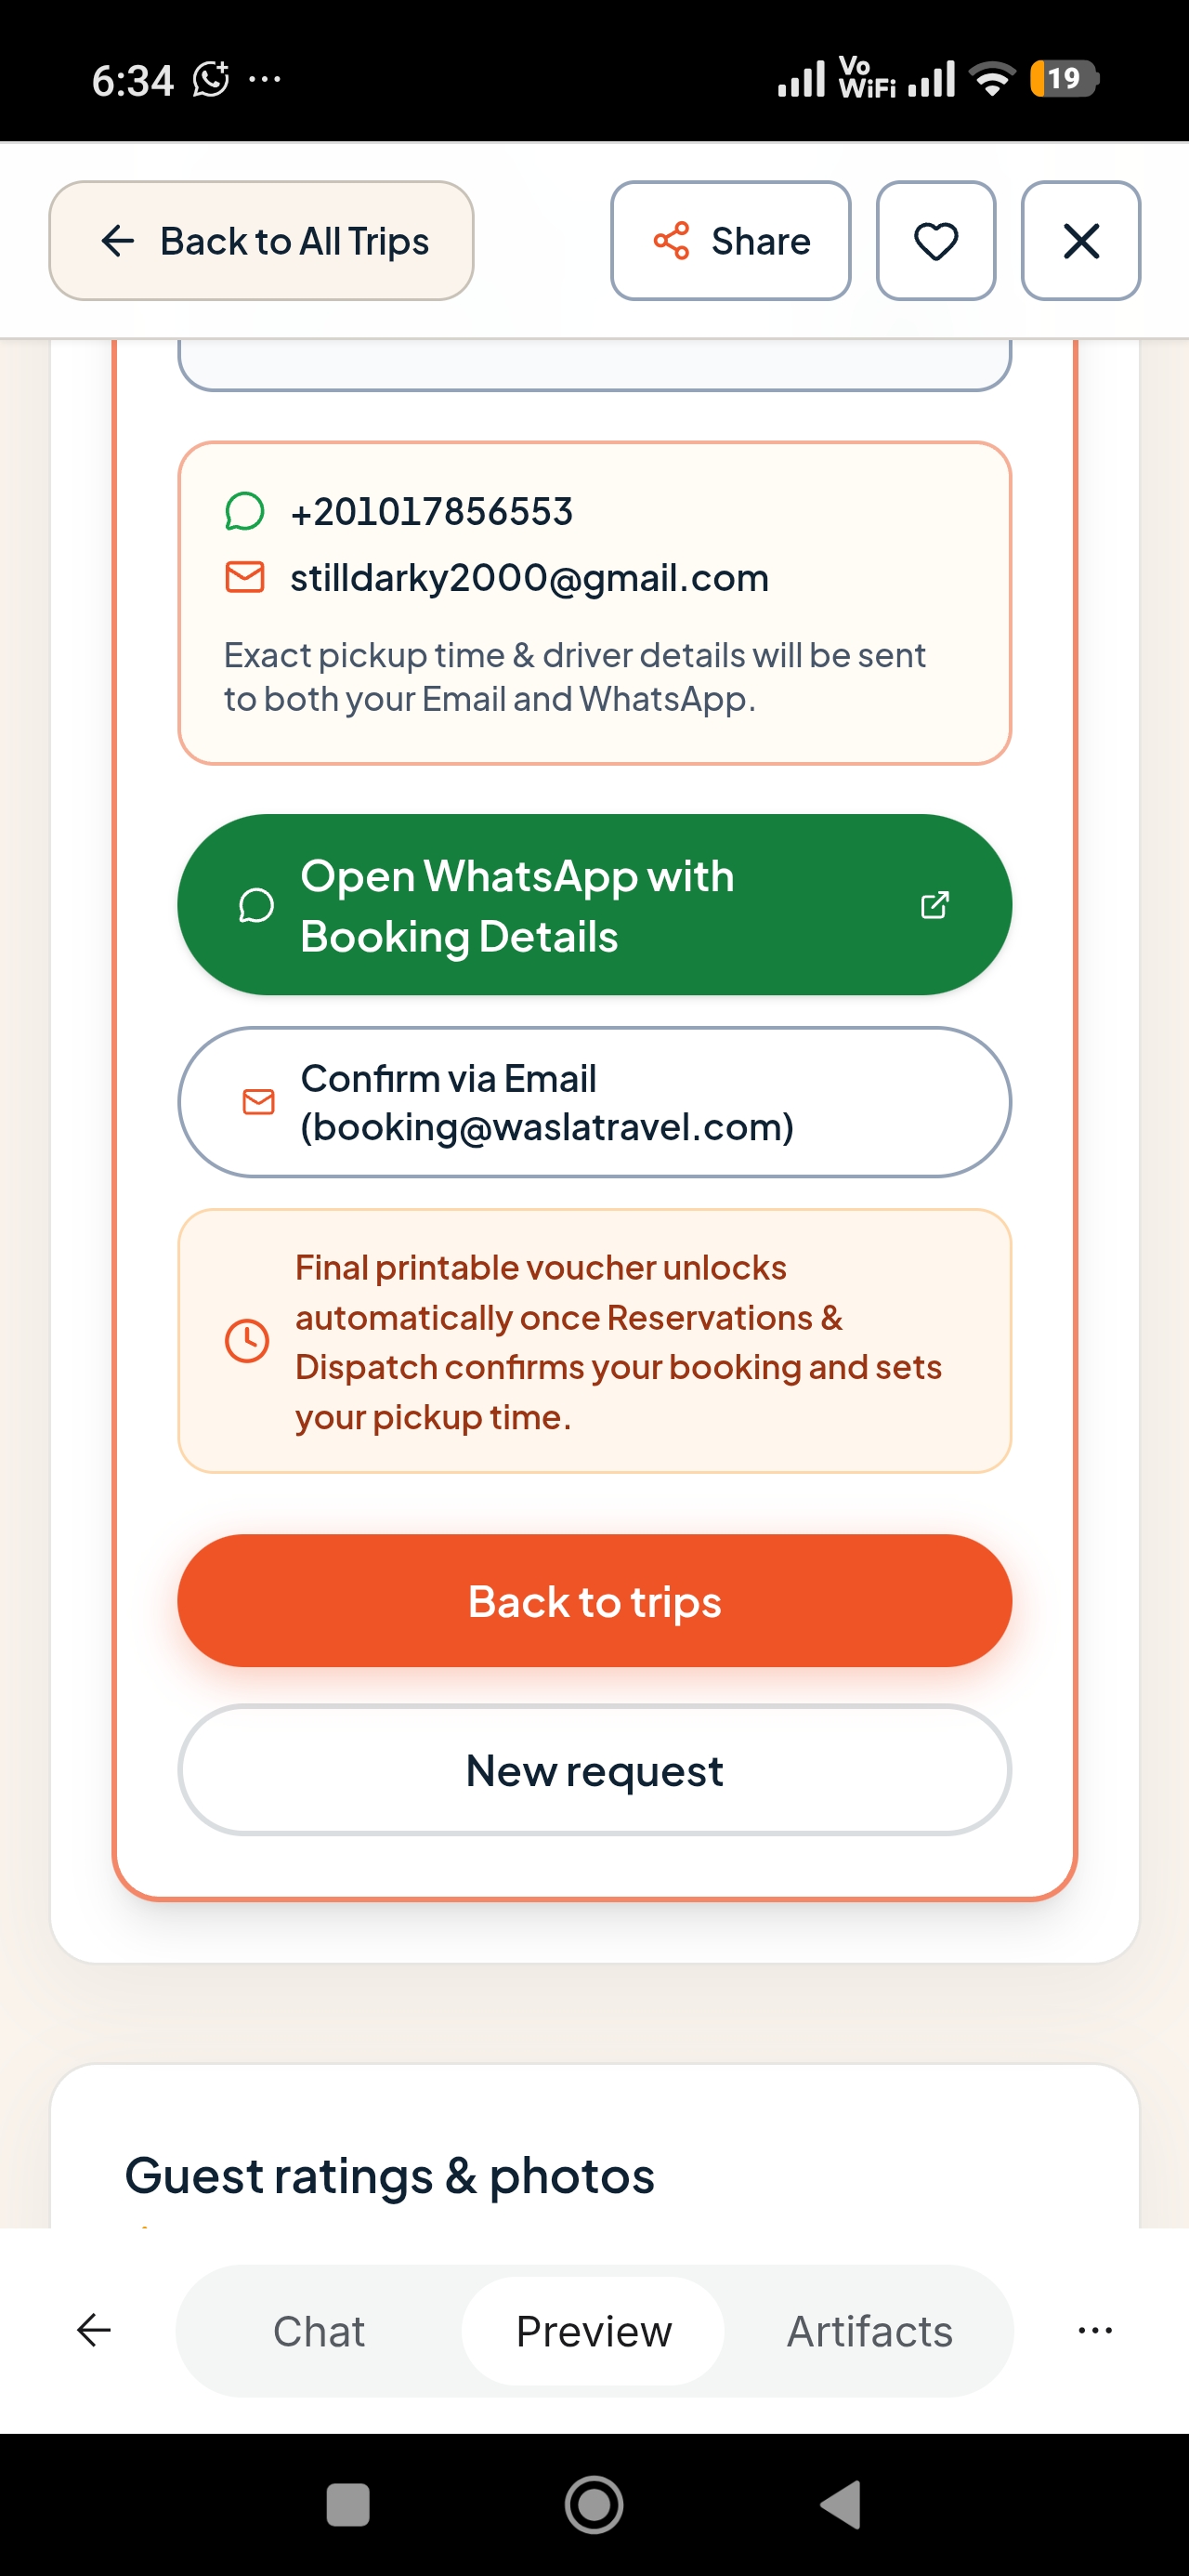 6:34
Vo
WiFi
19
Back to All Trips
Share
+201017856553
stilldarky2000@gmail.com
Exact pickup time & driver details will be sent
to both your Email and WhatsApp.
Open WhatsApp with
Booking Details
Confirm via Email
(booking@waslatravel.com)
Final printable voucher unlocks
automatically once Reservations &
Dispatch confirms your booking and sets
your pickup time.
Back to trips
New request
Guest ratings & photos
Chat
Preview
Artifacts